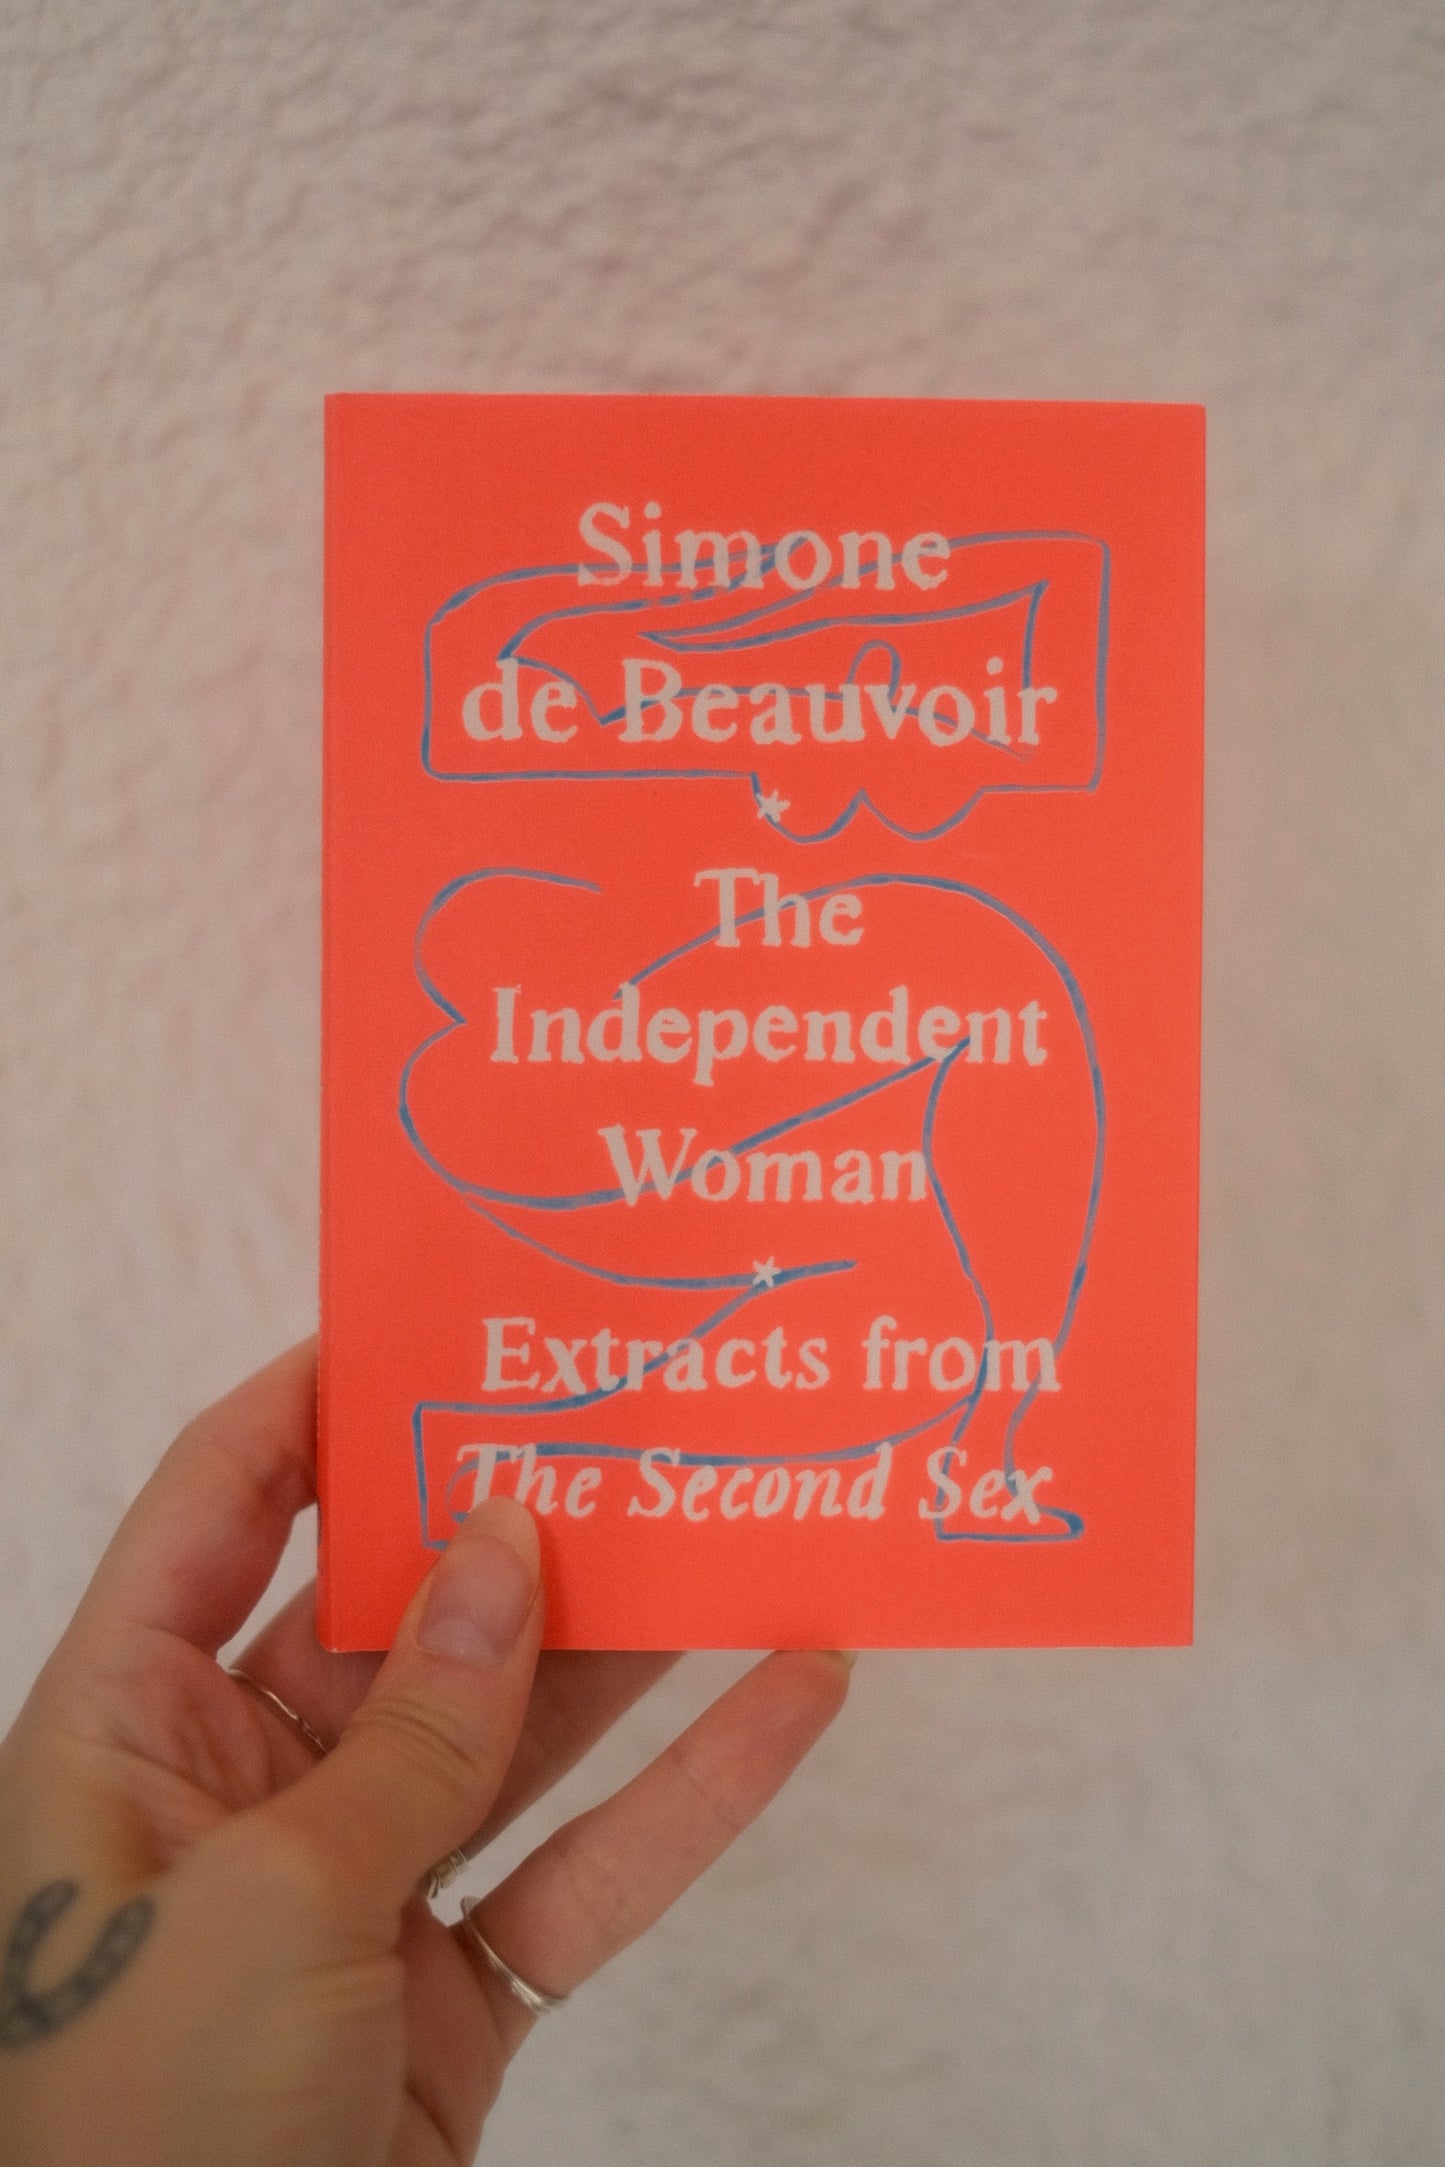 Simone
de Beauvoir
The
Independent
Woman
Extracts from
The Second Sex